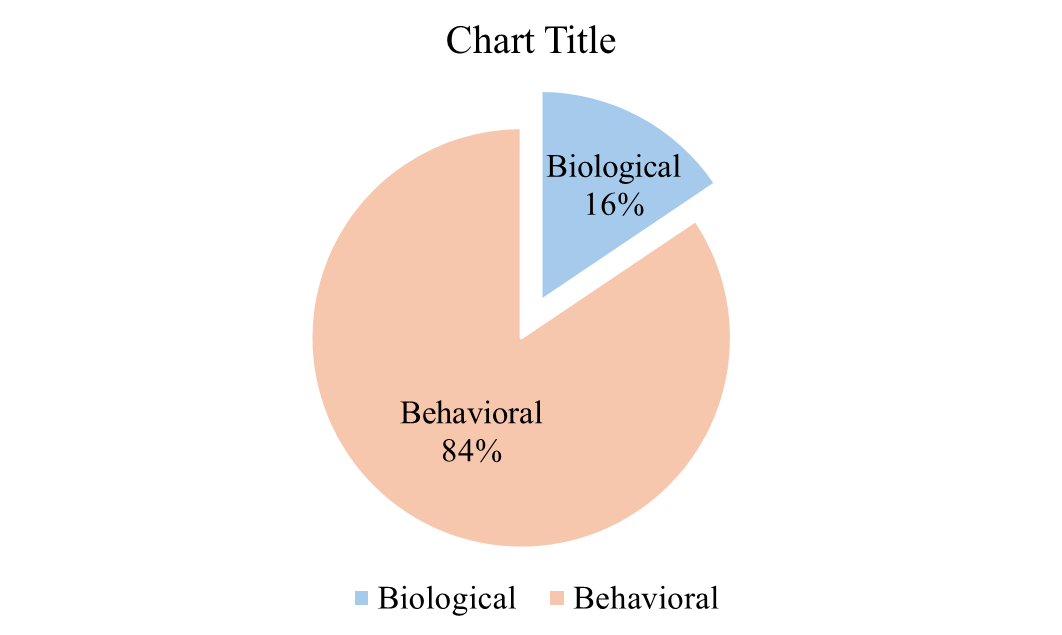 Chart Title
Biological
16%
Behavioral
84%
Biological Behavioral